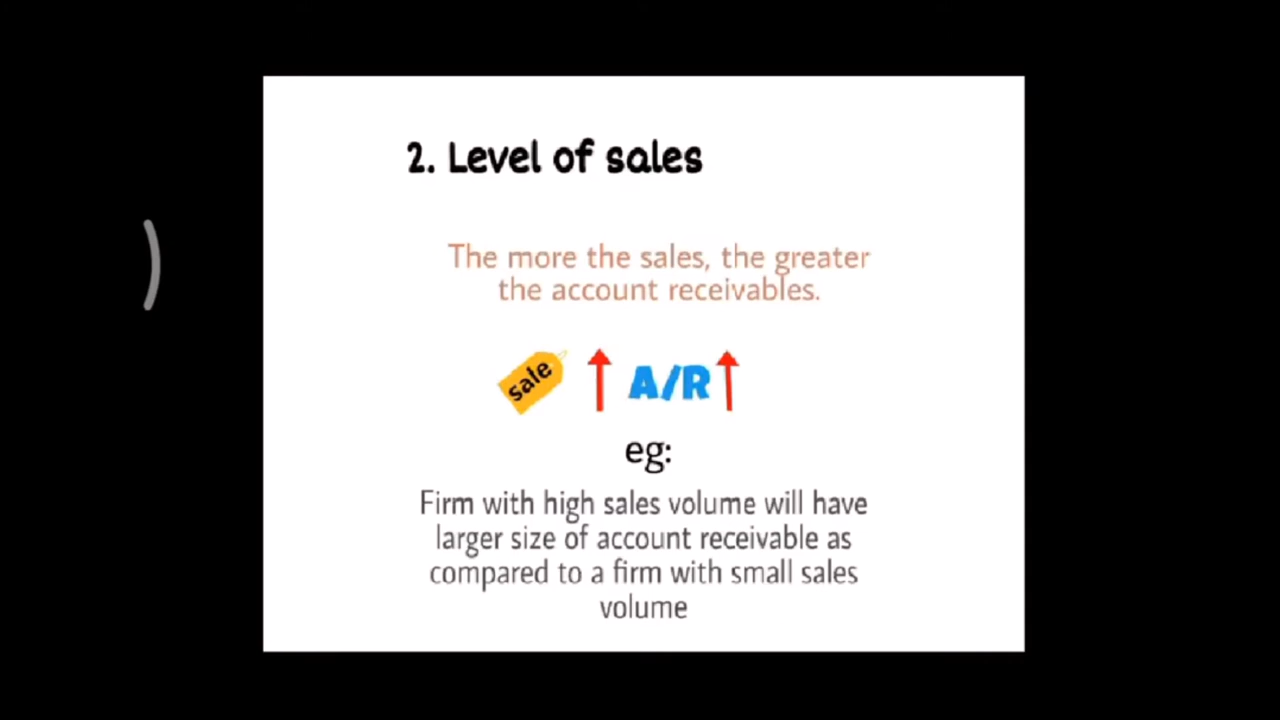 2. Level of sales
The more the sales, the greater
the account receivables.
sale A/R
eg:
Firm with high sales volume will have
larger size of account receivable as
compared to a firm with small sales
volume